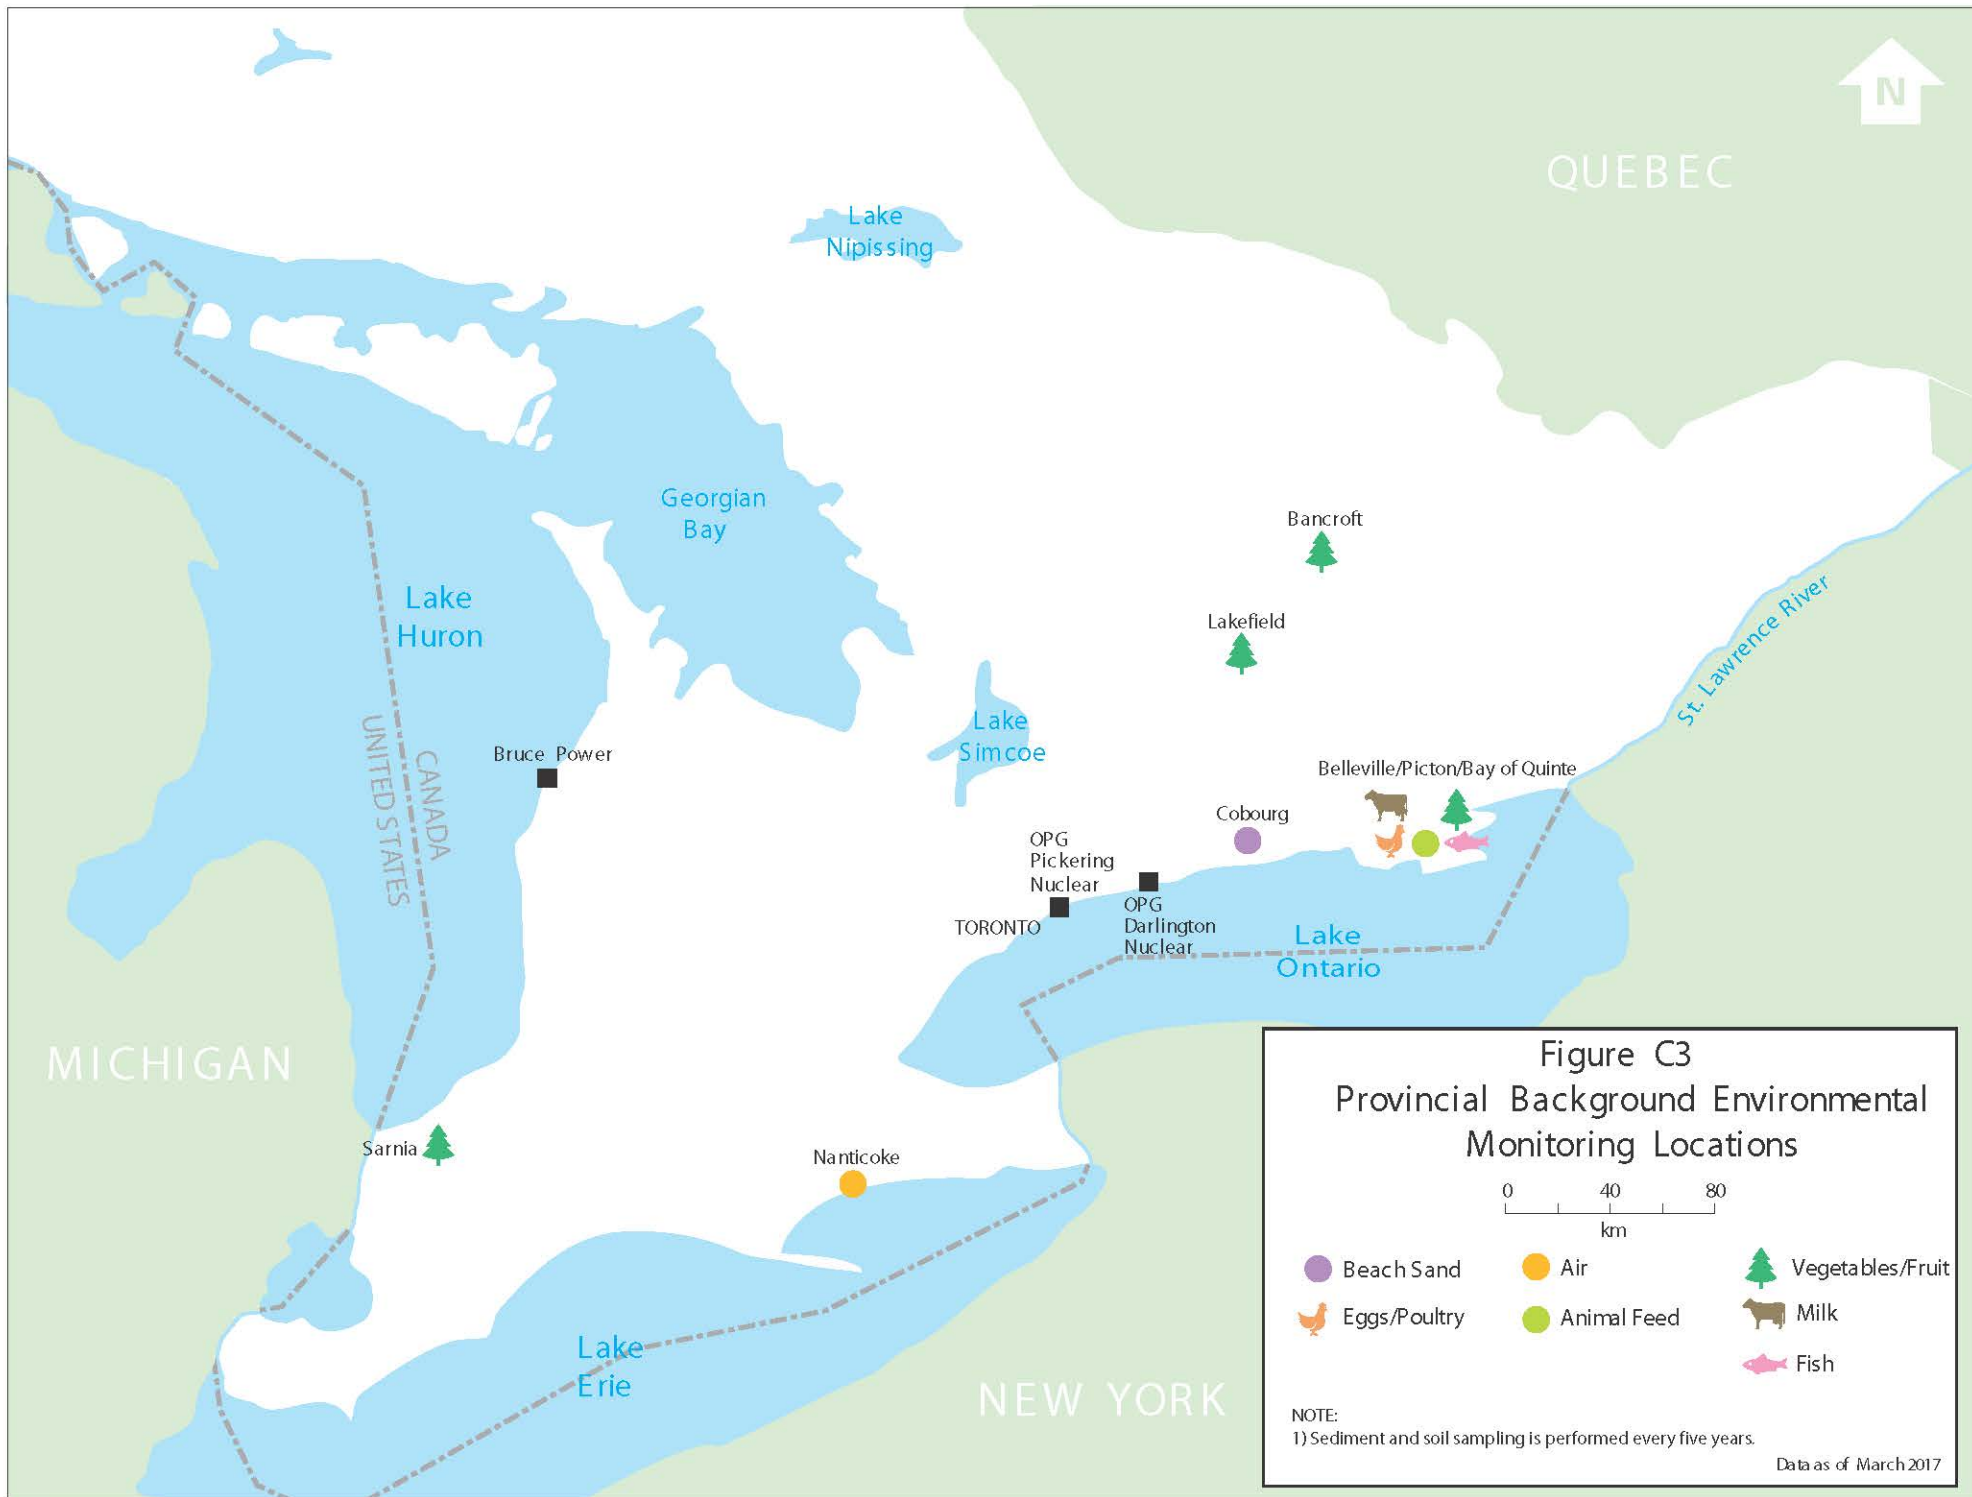 N
QUEBEC
Lake
Nipissing
Georgian
Bay
Bancroft
Lake
Huron
Lakefield
St. Lawrence River
Lake
Simcoe
Bruce Power
CANADA
UNITED STATES
Belleville/Picton/Bay of Quinte
Cobourg
OPG
Pickering
Nuclear
TORONTO
OPG
Darlington
Nuclear
Lake
Ontario
MICHIGAN
Sarnia
Nanticoke
Lake
Erie
NEW YORK
Figure C3
Provincial Background Environmental
Monitoring Locations
0 40 80
km
Beach Sand
Air
Vegetables/Fruit
Eggs/Poultry
Animal Feed
Milk
Fish
NOTE:
1) Sediment and soil sampling is performed every five years.
Data as of March 2017